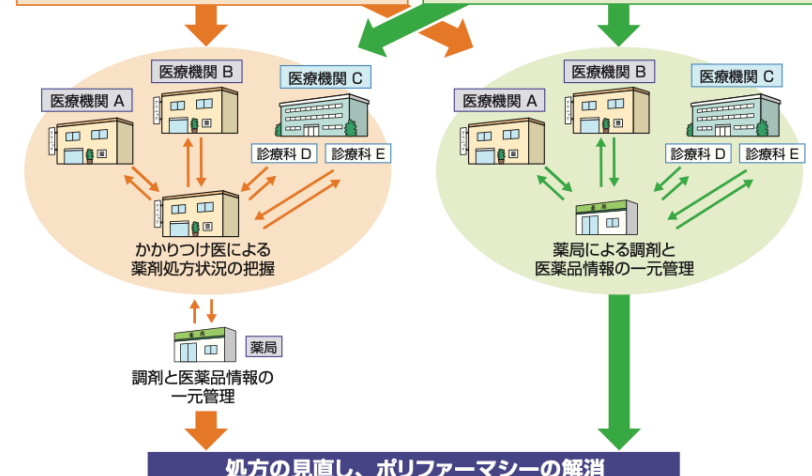 医療機関 A
医療機関 B
医療機関 C
診療科 D
診療科 E
かかりつけ医による
薬剤処方状況の把握
薬局
薬局
調剤と医薬品情報の
一元管理
医療機関 A
医療機関 B
医療機関 C
診療科 D
診療科 E
薬局
薬局による調剤と
医薬品情報の一元管理
処方の見直し、ポリファーマシーの解消